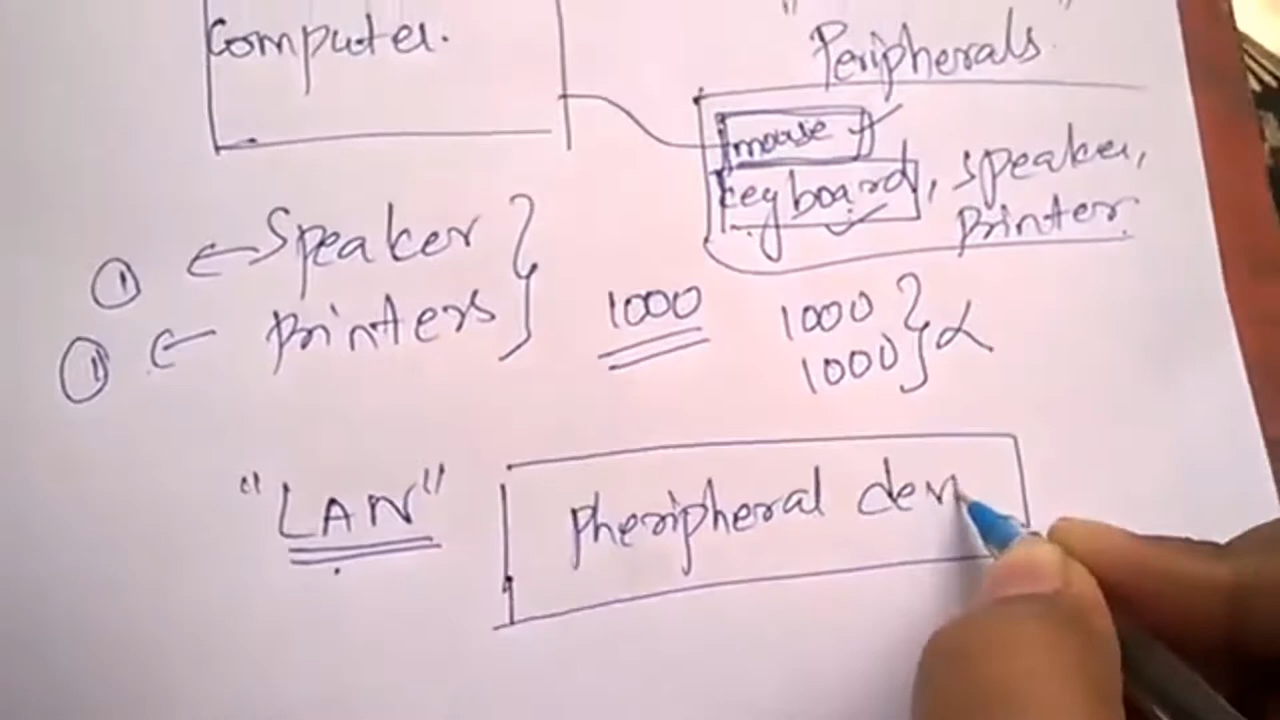 Computer.
"Peripherals"
mouse
keyboard, speaker,
printer.
① ← Speaker
① ← printers
1000
1000
1000
"LAN"
pheripheral dev